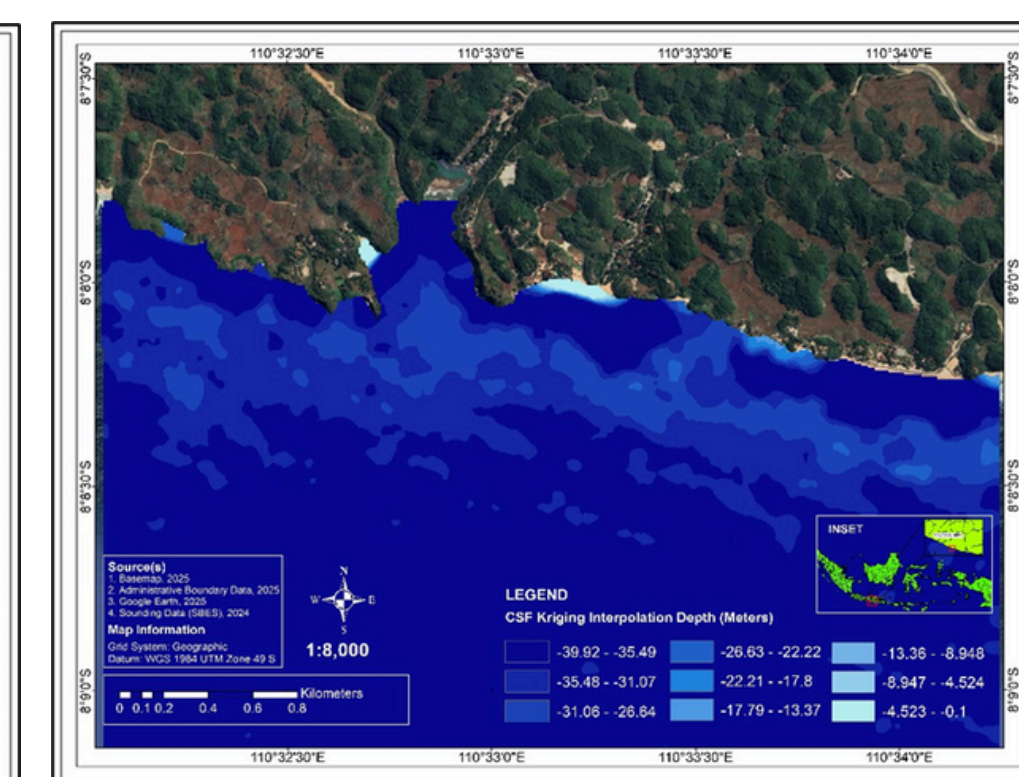 110°32'30"E 110°33'0"E 110°33'30"E 110°34'0"E
8°7'30"S 8°7'30"S
8°8'0"S 8°8'0"S
8°8'30"S 8°8'30"S
INSET
Source(s)
1. Basemap, 2025
2. Administrative Boundary Data, 2025
3. Google Earth, 2025
4. Sounding Data (SBES), 2024
Map Information
Grid System: Geographic
Datum: WGS 1984 UTM Zone 49 S
N
W E
S
1:8,000
LEGEND
CSF Kriging Interpolation Depth (Meters)
-39.92 - -35.49 -26.63 - -22.22 -13.36 - -8.948
-35.48 - -31.07 -22.21 - -17.8 -8.947 - -4.524
-31.06 - -26.64 -17.79 - -13.37 -4.523 - -0.1
Kilometers
0 0.1 0.2 0.4 0.6 0.8
8°9'0"S 8°9'0"S
110°32'30"E 110°33'0"E 110°33'30"E 110°34'0"E